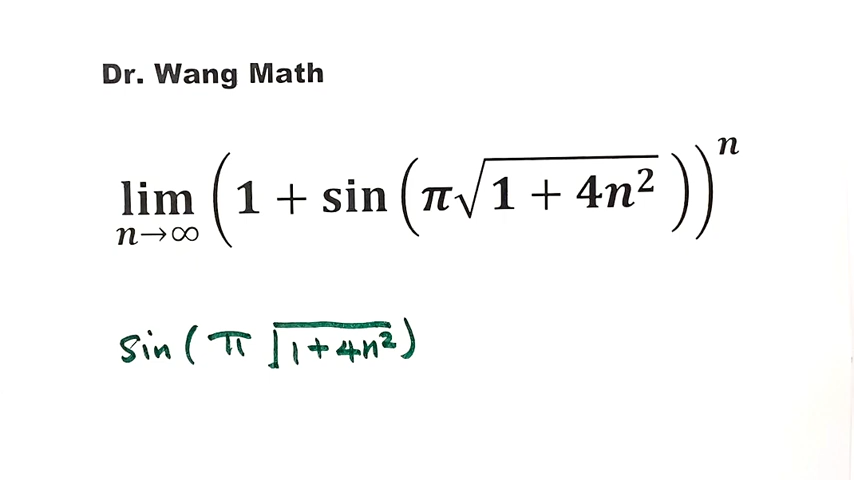 Dr. Wang Math
lim n→∞ (1 + sin(π√(1 + 4n²)))ⁿ
sin(π√(1+4n²))